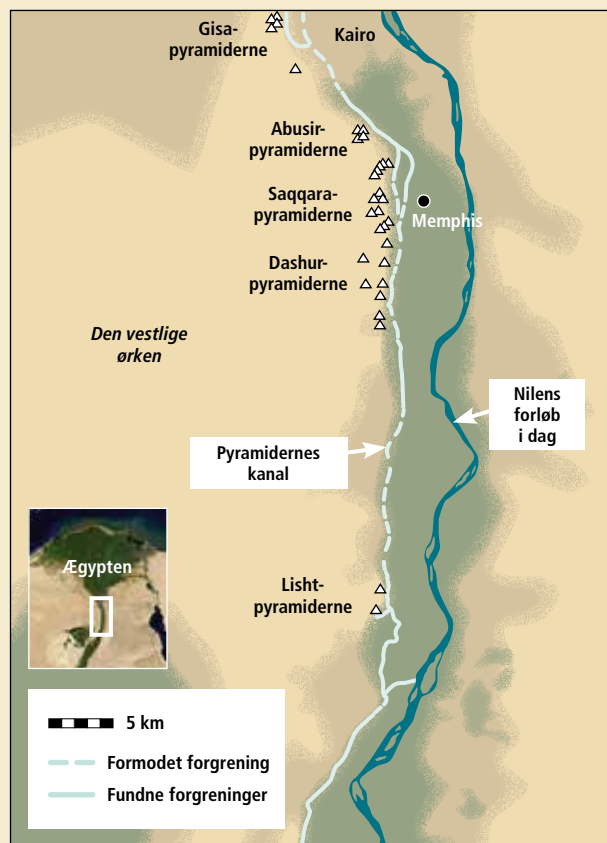 Gisa-
pyramiderne
Kairo
Abusir-
pyramiderne
Saqqara-
pyramiderne
Memphis
Dashur-
pyramiderne
Den vestlige
ørken
Nilens
forløb
i dag
Pyramidernes
kanal
Ægypten
Lisht-
pyramiderne
5 km
Formodet forgrening
Fundne forgreninger